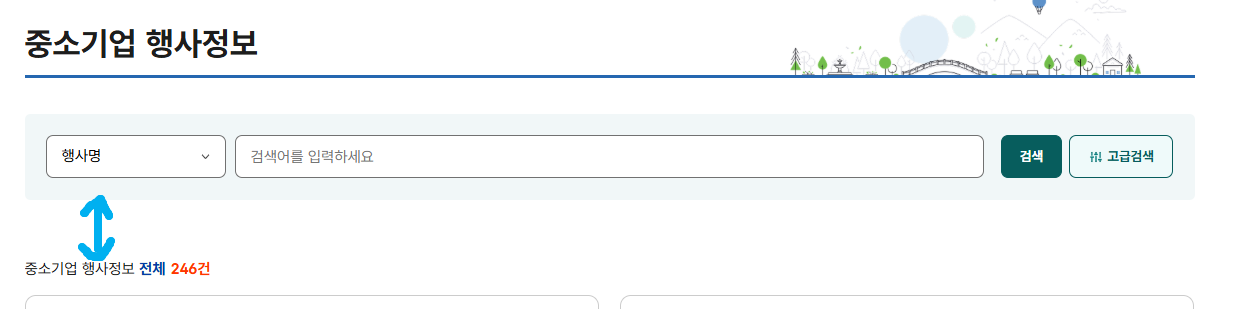 중소기업 행사정보
행사명 검색어를 입력하세요 검색 고급검색
중소기업 행사정보 전체 246건